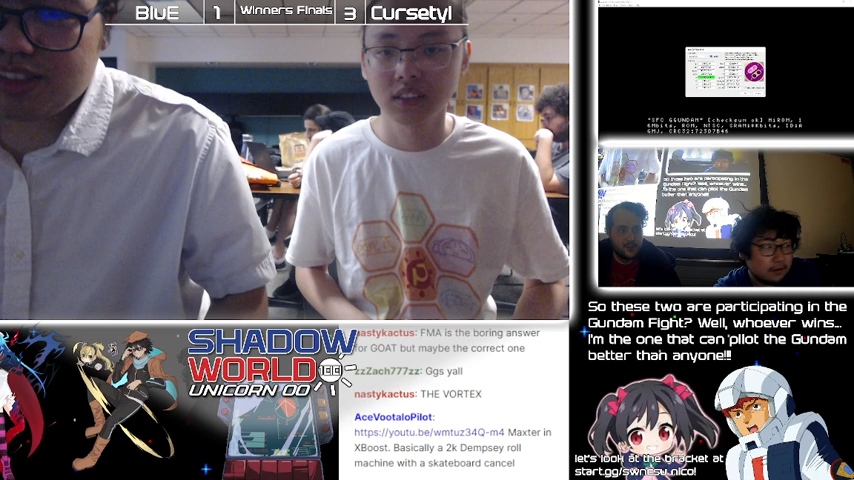 BluE 1 Winners Finals 3 Cursetyl
"SFC GGUNDAM" [checksum ok] HiROM, 1
So these two are participating in the
Gundam Fight? Well, whoever wins...
I'm the one that can pilot the Gundam
better than anyone!!!
SHADOW
WORLD
UNICORN 00
nastykactus: FMA is the boring answer
for GOAT but maybe the correct one
zzZach777zz: Ggs yall
nastykactus: THE VORTEX
AceVootaloPilot:
https://youtu.be/wmtuz34Q-m4 Maxter in
XBoost. Basically a 2k Dempsey roll
machine with a skateboard cancel
let's look at the bracket at
start.gg/swncsu_nico!